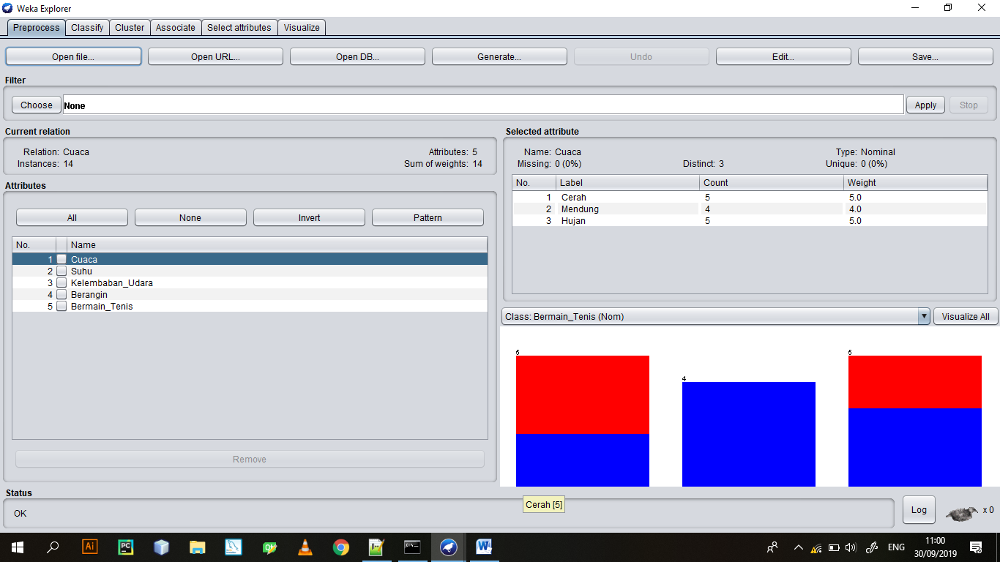 Weka Explorer
Preprocess Classify Cluster Associate Select attributes Visualize
Open file... Open URL... Open DB... Generate... Undo Edit... Save...
Filter
Choose None Apply Stop
Current relation
Relation: Cuaca Attributes: 5
Instances: 14 Sum of weights: 14
Attributes
All None Invert Pattern
No. Name
1 Cuaca
2 Suhu
3 Kelembaban_Udara
4 Berangin
5 Bermain_Tenis
Remove
Selected attribute
Name: Cuaca Type: Nominal
Missing: 0 (0%) Distinct: 3 Unique: 0 (0%)
No. Label Count Weight
1 Cerah 5 5.0
2 Mendung 4 4.0
3 Hujan 5 5.0
Class: Bermain_Tenis (Nom) Visualize All
5 4 5
Cerah [5]
Status
OK
Log x 0
Ai PC Qt W ENG 11:00
30/09/2019